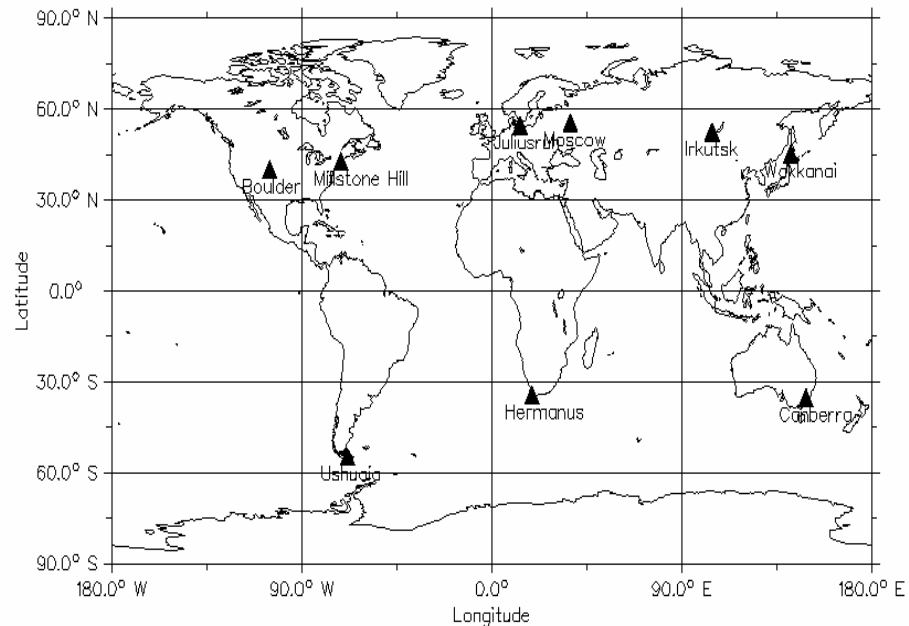 90.0° N
60.0° N
30.0° N
0.0°
30.0° S
60.0° S
90.0° S
Latitude
Juliusruh
Moscow
Irkutsk
Wakkanai
Boulder
Millstone Hill
Hermanus
Canberra
Ushuaia
180.0° W
90.0° W
0.0°
90.0° E
180.0° E
Longitude